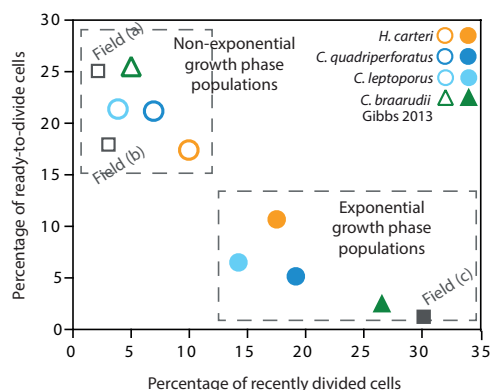 Percentage of ready-to-divide cells
30
25
20
15
10
5
0
0
5
10
15
20
25
30
35
Percentage of recently divided cells
Field (a)
Non-exponential
growth phase
populations
Field (b)
H. carteri
C. quadriperforatus
C. leptoporus
C. braarudii
Gibbs 2013
Exponential
growth phase
populations
Field (c)